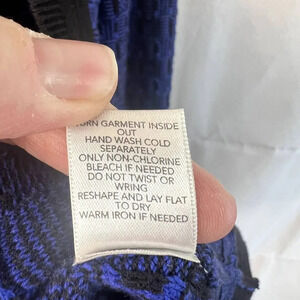 TURN GARMENT INSIDE
OUT
HAND WASH COLD
SEPARATELY
ONLY NON-CHLORINE
BLEACH IF NEEDED
DO NOT TWIST OR
WRING
RESHAPE AND LAY FLAT
TO DRY
WARM IRON IF NEEDED